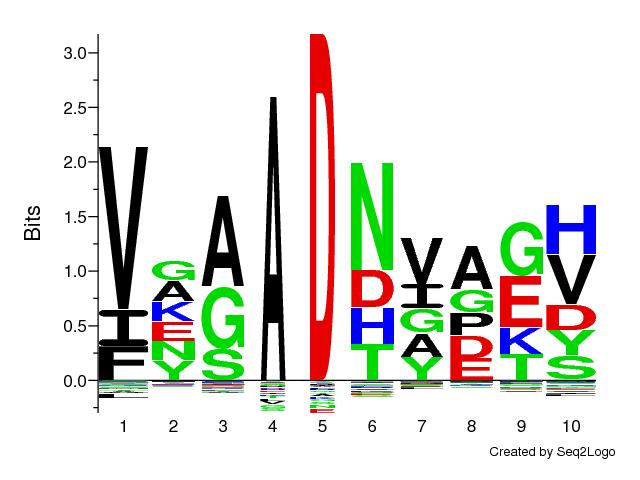 Bits
3.0
2.5
2.0
1.5
1.0
0.5
0.0
V I F
G A K E N Y
A G S
A
D
N D H T
V I G A Y
A G P D E
G E K T
H V D Y S
1 2 3 4 5 6 7 8 9 10
Created by Seq2Logo